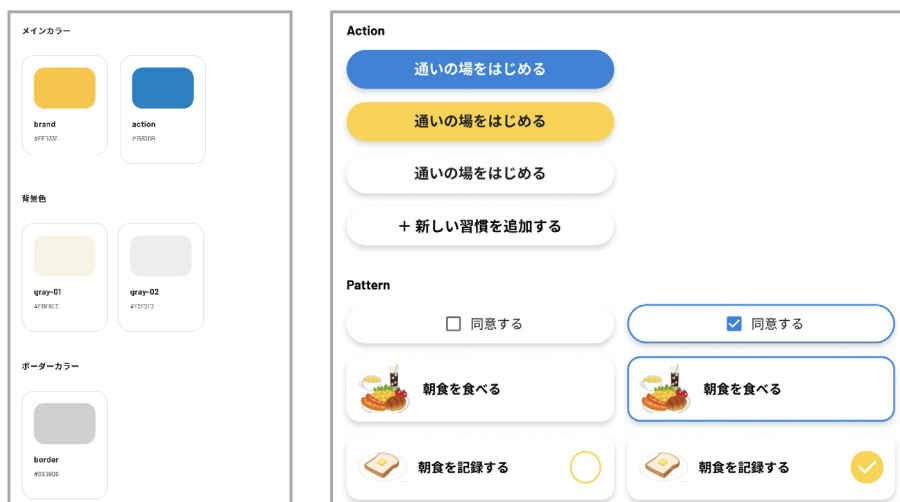 メインカラー
brand
action
背景色
gray-01
gray-02
#F2F2F2
ボーダーカラー
border
Action
通いの場をはじめる
通いの場をはじめる
通いの場をはじめる
+ 新しい習慣を追加する
Pattern
同意する
同意する
朝食を食べる
朝食を食べる
朝食を記録する
朝食を記録する